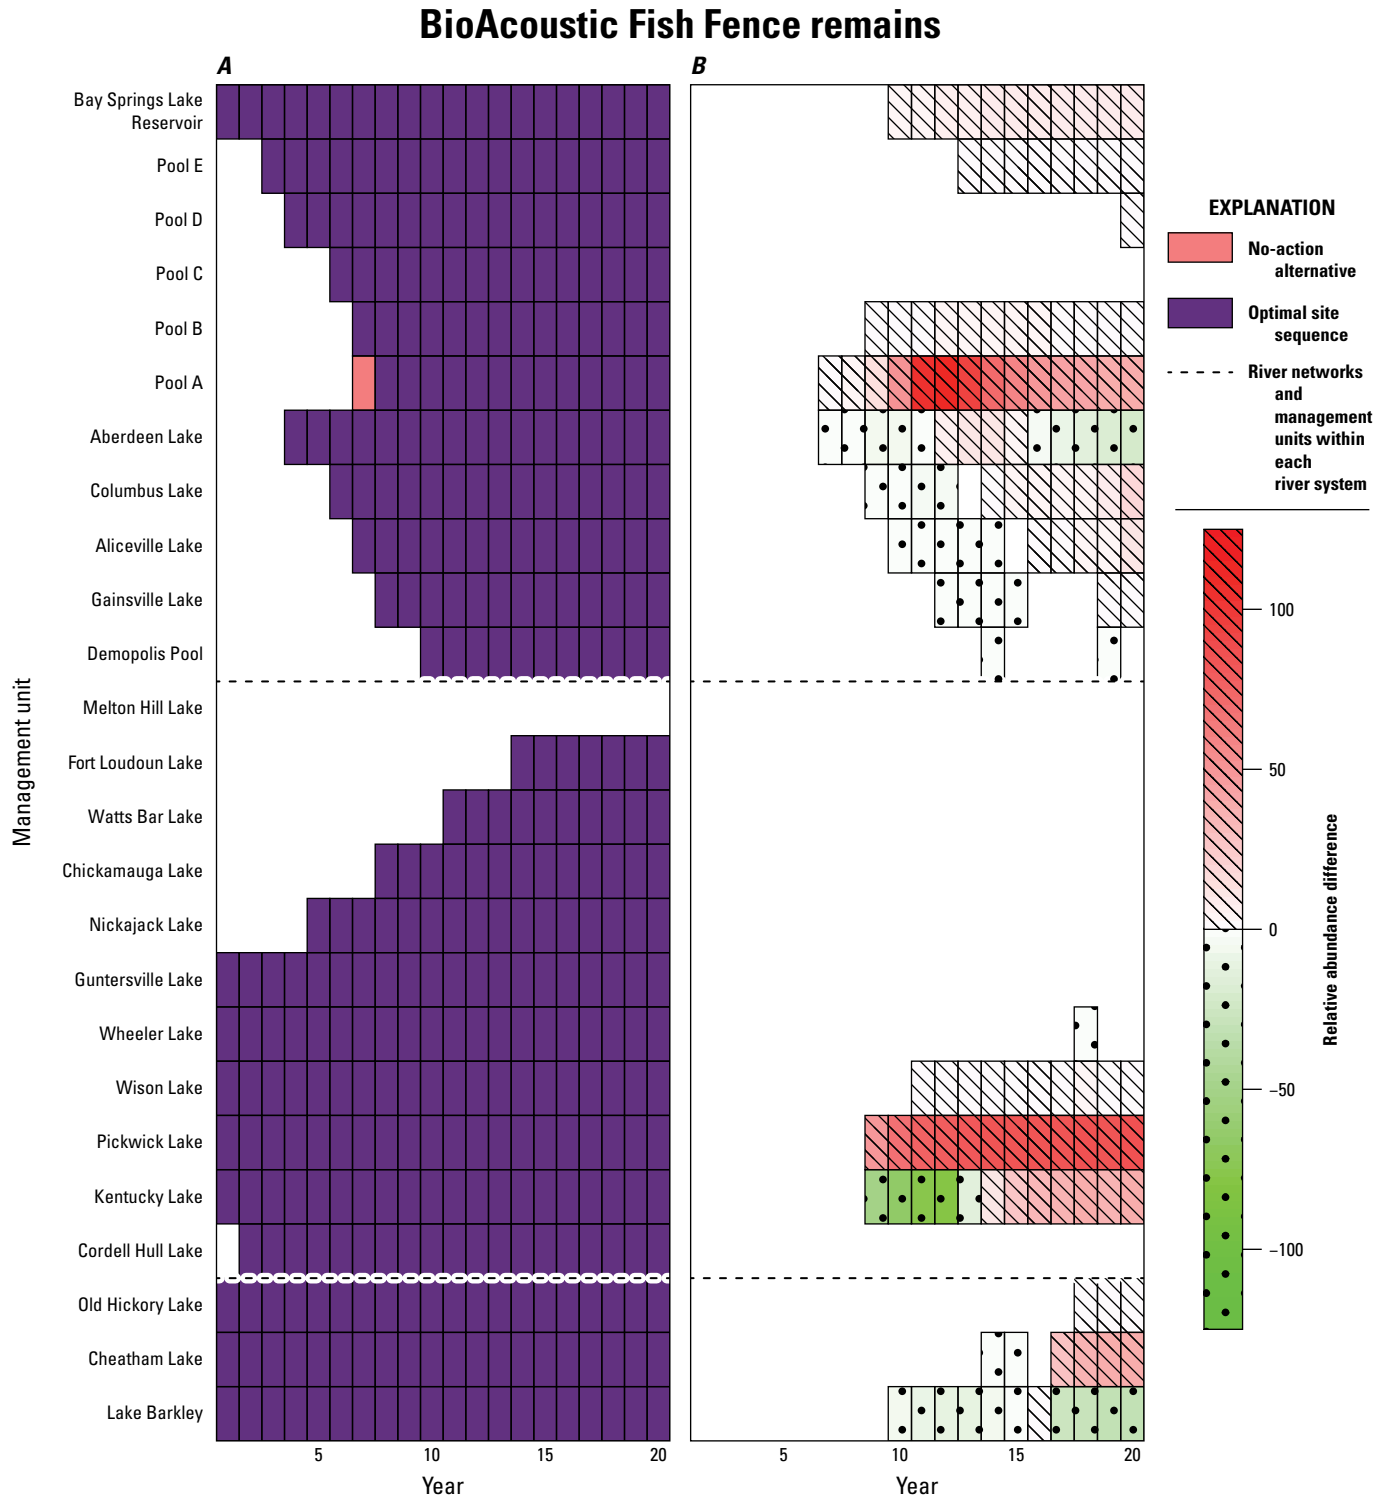 BioAcoustic Fish Fence remains
A
B
Bay Springs Lake
Reservoir
Pool E
Pool D
Pool C
Pool B
Pool A
Aberdeen Lake
Columbus Lake
Aliceville Lake
Gainsville Lake
Demopolis Pool
Melton Hill Lake
Fort Loudoun Lake
Watts Bar Lake
Chickamauga Lake
Nickajack Lake
Guntersville Lake
Wheeler Lake
Wison Lake
Pickwick Lake
Kentucky Lake
Cordell Hull Lake
Old Hickory Lake
Cheatham Lake
Lake Barkley
Management unit
5 10 15 20
Year
5 10 15 20
Year
EXPLANATION
No-action
alternative
Optimal site
sequence
River networks
and
management
units within
each
river system
100
50
0
−50
−100
Relative abundance difference